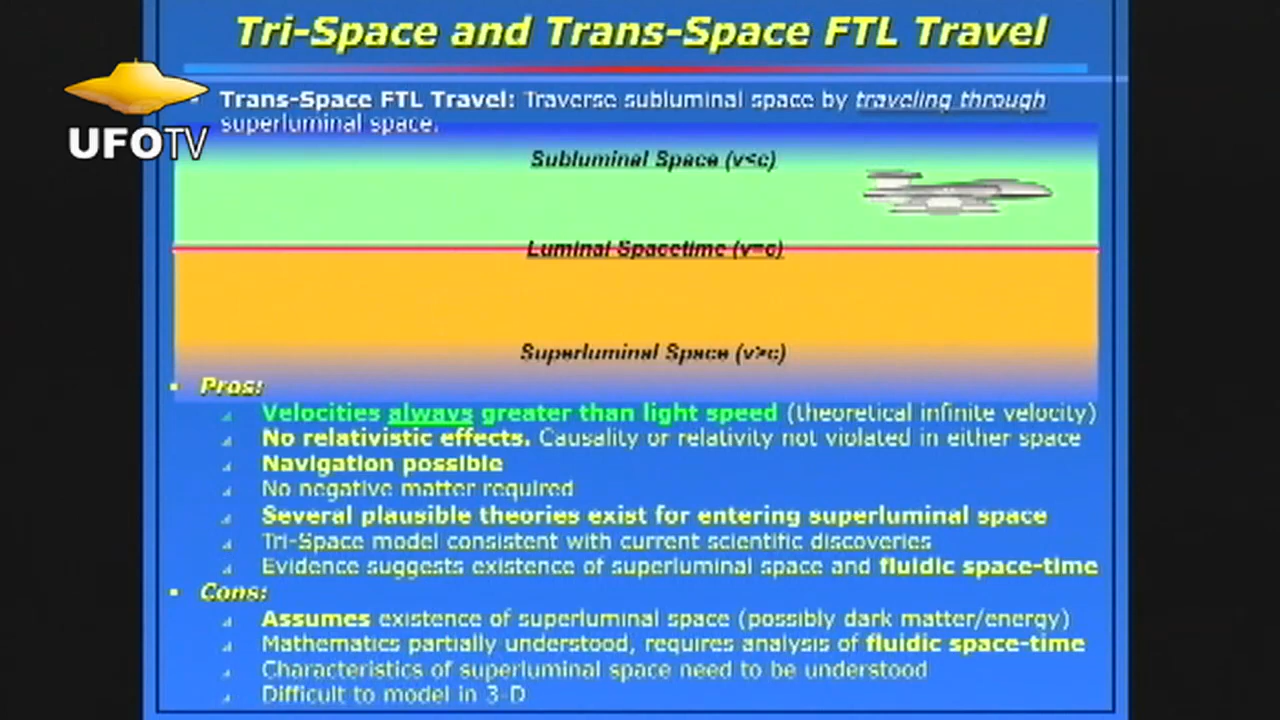 Tri-Space and Trans-Space FTL Travel
UFOTV
Trans-Space FTL Travel: Traverse subluminal space by traveling through
superluminal space.
Subluminal Space (v<c)
Luminal Spacetime (v=c)
Superluminal Space (v>c)
Pros:
Velocities always greater than light speed (theoretical infinite velocity)
No relativistic effects. Causality or relativity not violated in either space
Navigation possible
No negative matter required
Several plausible theories exist for entering superluminal space
Tri-Space model consistent with current scientific discoveries
Evidence suggests existence of superluminal space and fluidic space-time
Cons:
Assumes existence of superluminal space (possibly dark matter/energy)
Mathematics partially understood, requires analysis of fluidic space-time
Characteristics of superluminal space need to be understood
Difficult to model in 3-D